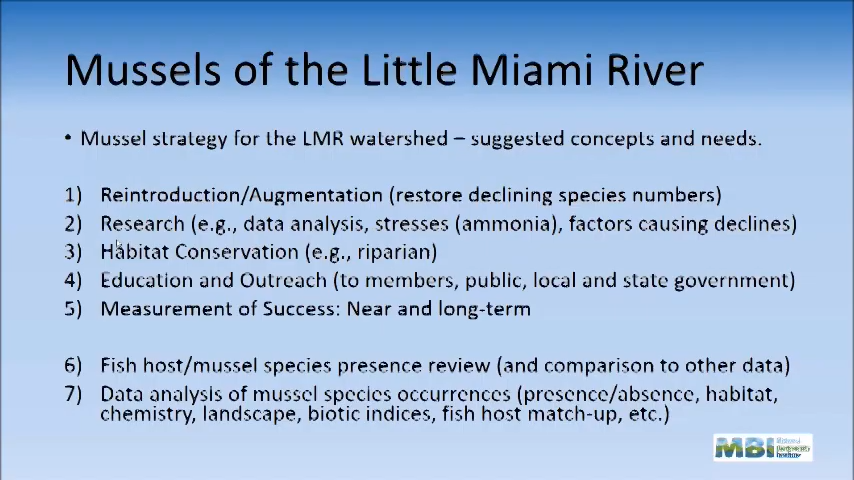 Mussels of the Little Miami River
• Mussel strategy for the LMR watershed – suggested concepts and needs.
1) Reintroduction/Augmentation (restore declining species numbers)
2) Research (e.g., data analysis, stresses (ammonia), factors causing declines)
3) Habitat Conservation (e.g., riparian)
4) Education and Outreach (to members, public, local and state government)
5) Measurement of Success: Near and long-term
6) Fish host/mussel species presence review (and comparison to other data)
7) Data analysis of mussel species occurrences (presence/absence, habitat,
chemistry, landscape, biotic indices, fish host match-up, etc.)
MBI